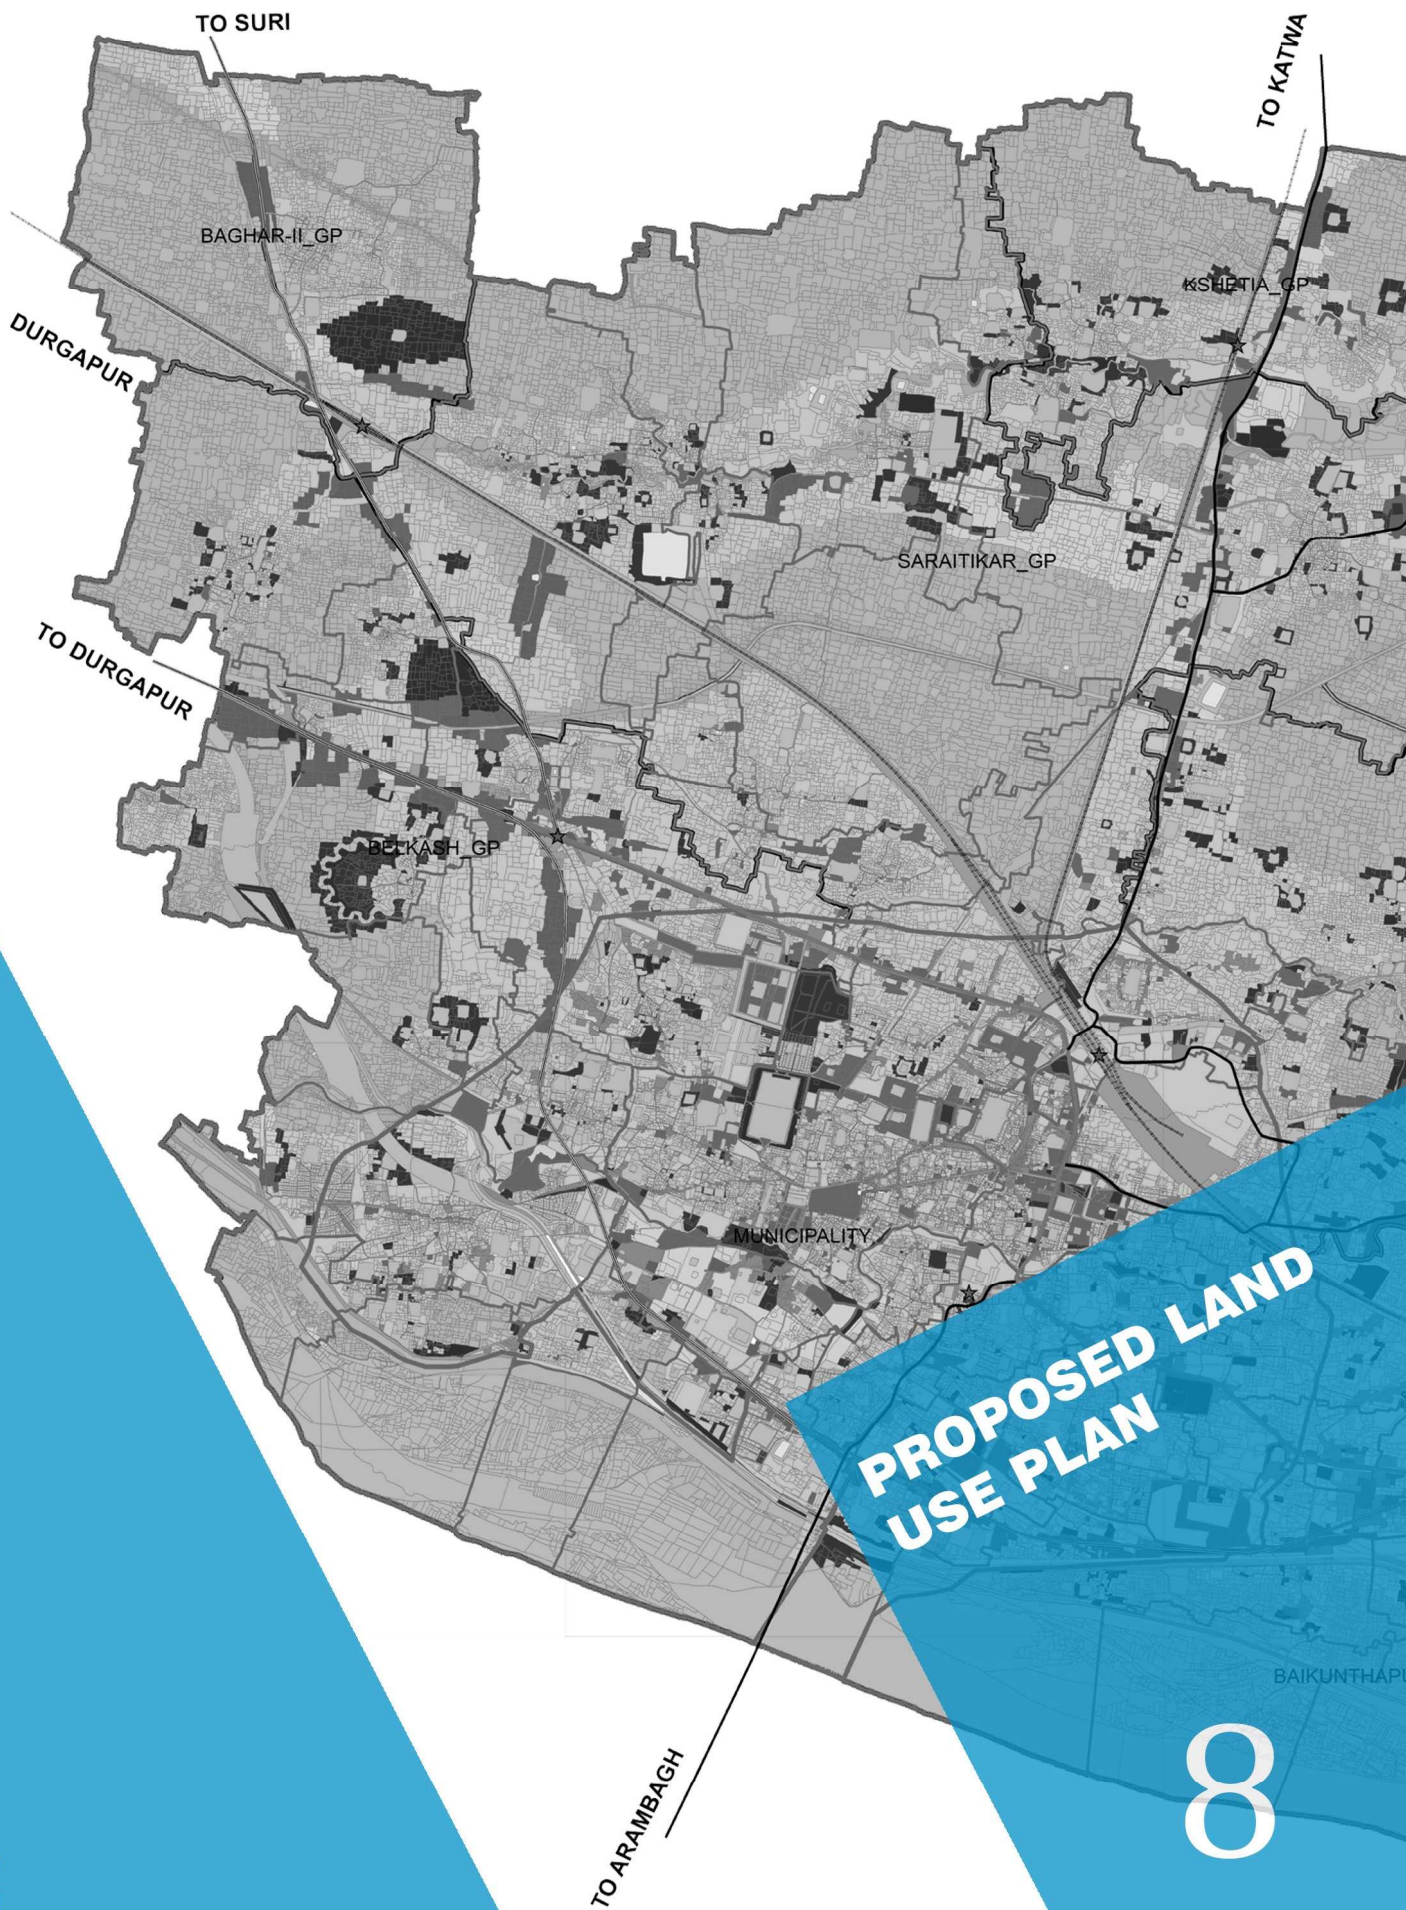 TO SURI
TO KATWA
BAGHAR-II_GP
KSHETIA_GP
DURGAPUR
SARAITIKAR_GP
TO DURGAPUR
BELKASH_GP
MUNICIPALITY
PROPOSED LAND
USE PLAN
BAIKUNTHAPU
8
TO ARAMBAGH